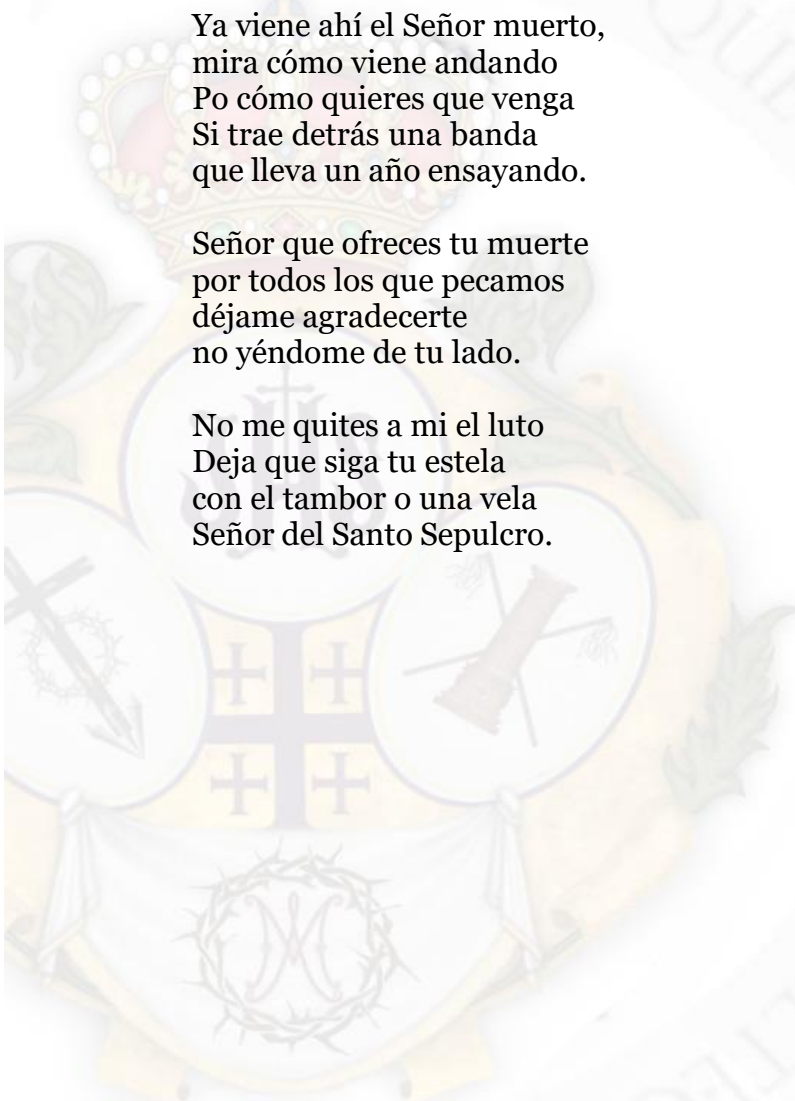 Ya viene ahí el Señor muerto,
mira cómo viene andando
Po cómo quieres que venga
Si trae detrás una banda
que lleva un año ensayando.

Señor que ofreces tu muerte
por todos los que pecamos
déjame agradecerte
no yéndome de tu lado.

No me quites a mi el luto
Deja que siga tu estela
con el tambor o una vela
Señor del Santo Sepulcro.